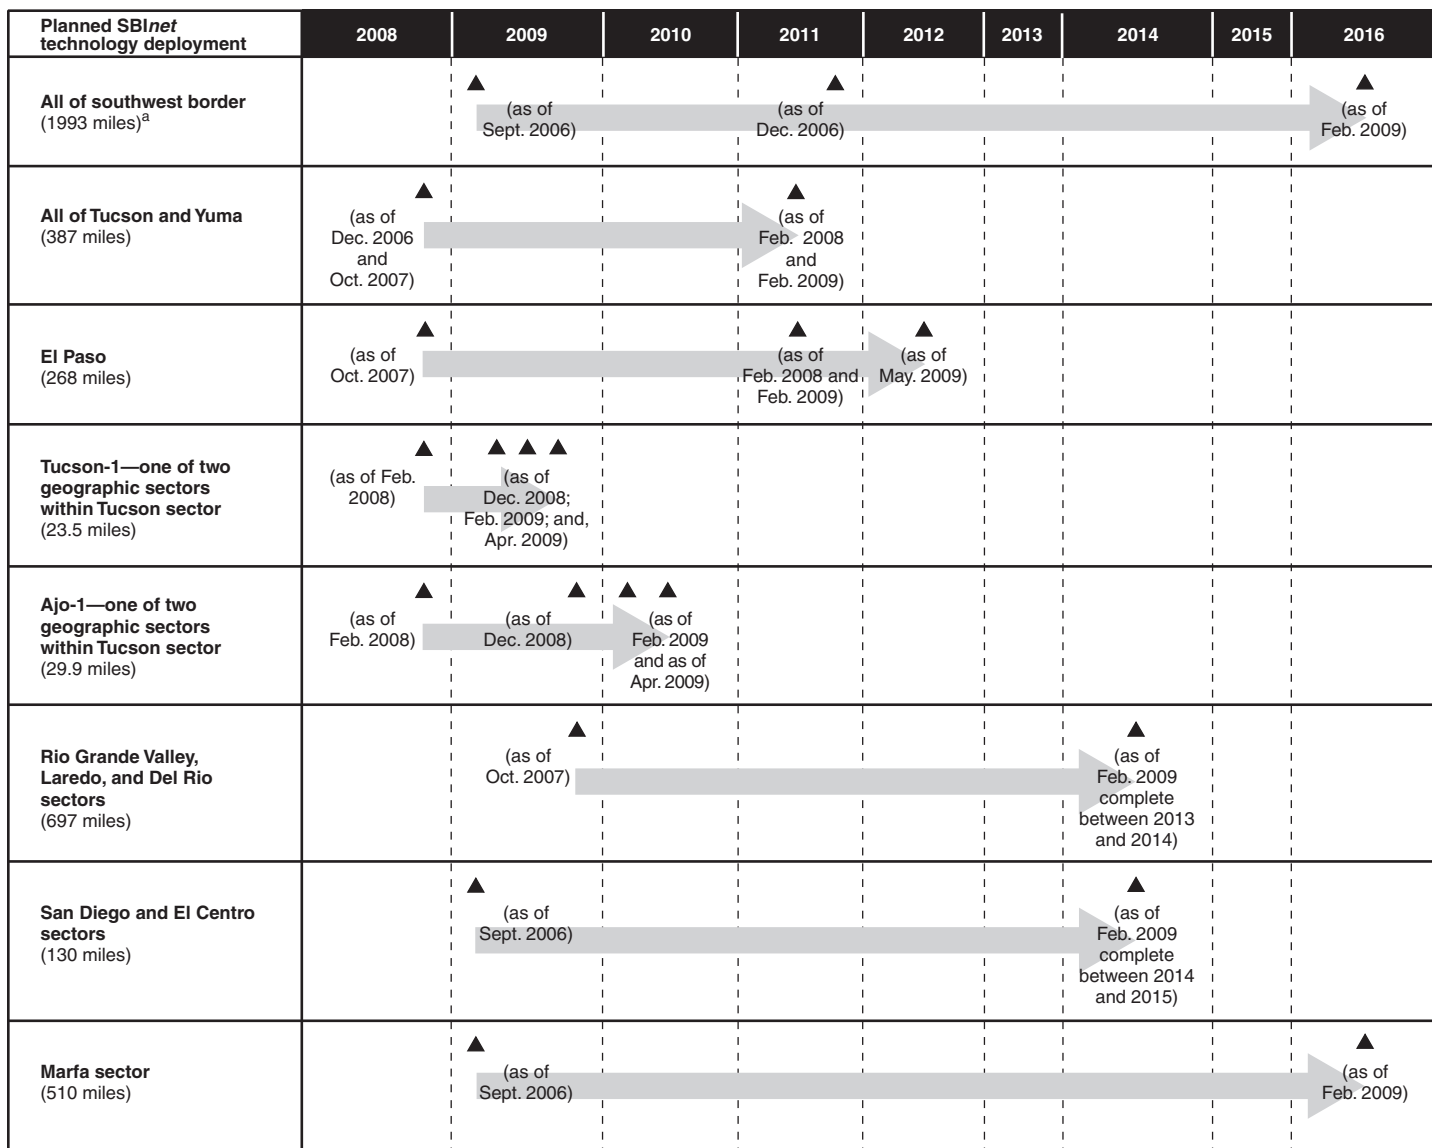 Planned SBInet
technology deployment
2008 2009 2010 2011 2012 2013 2014 2015 2016
All of southwest border
(1993 miles)a
(as of
Sept. 2006)
(as of
Dec. 2006)
(as of
Feb. 2009)
All of Tucson and Yuma
(387 miles)
(as of
Dec. 2006
and
Oct. 2007)
(as of
Feb. 2008
and
Feb. 2009)
El Paso
(268 miles)
(as of
Oct. 2007)
(as of
Feb. 2008 and
Feb. 2009)
(as of
May. 2009)
Tucson-1—one of two
geographic sectors
within Tucson sector
(23.5 miles)
(as of Feb.
2008)
(as of
Dec. 2008;
Feb. 2009; and,
Apr. 2009)
Ajo-1—one of two
geographic sectors
within Tucson sector
(29.9 miles)
(as of
Feb. 2008)
(as of
Dec. 2008)
(as of
Feb. 2009
and as of
Apr. 2009)
Rio Grande Valley,
Laredo, and Del Rio
sectors
(697 miles)
(as of
Oct. 2007)
(as of
Feb. 2009
complete
between 2013
and 2014)
San Diego and El Centro
sectors
(130 miles)
(as of
Sept. 2006)
(as of
Feb. 2009
complete
between 2014
and 2015)
Marfa sector
(510 miles)
(as of
Sept. 2006)
(as of
Feb. 2009)